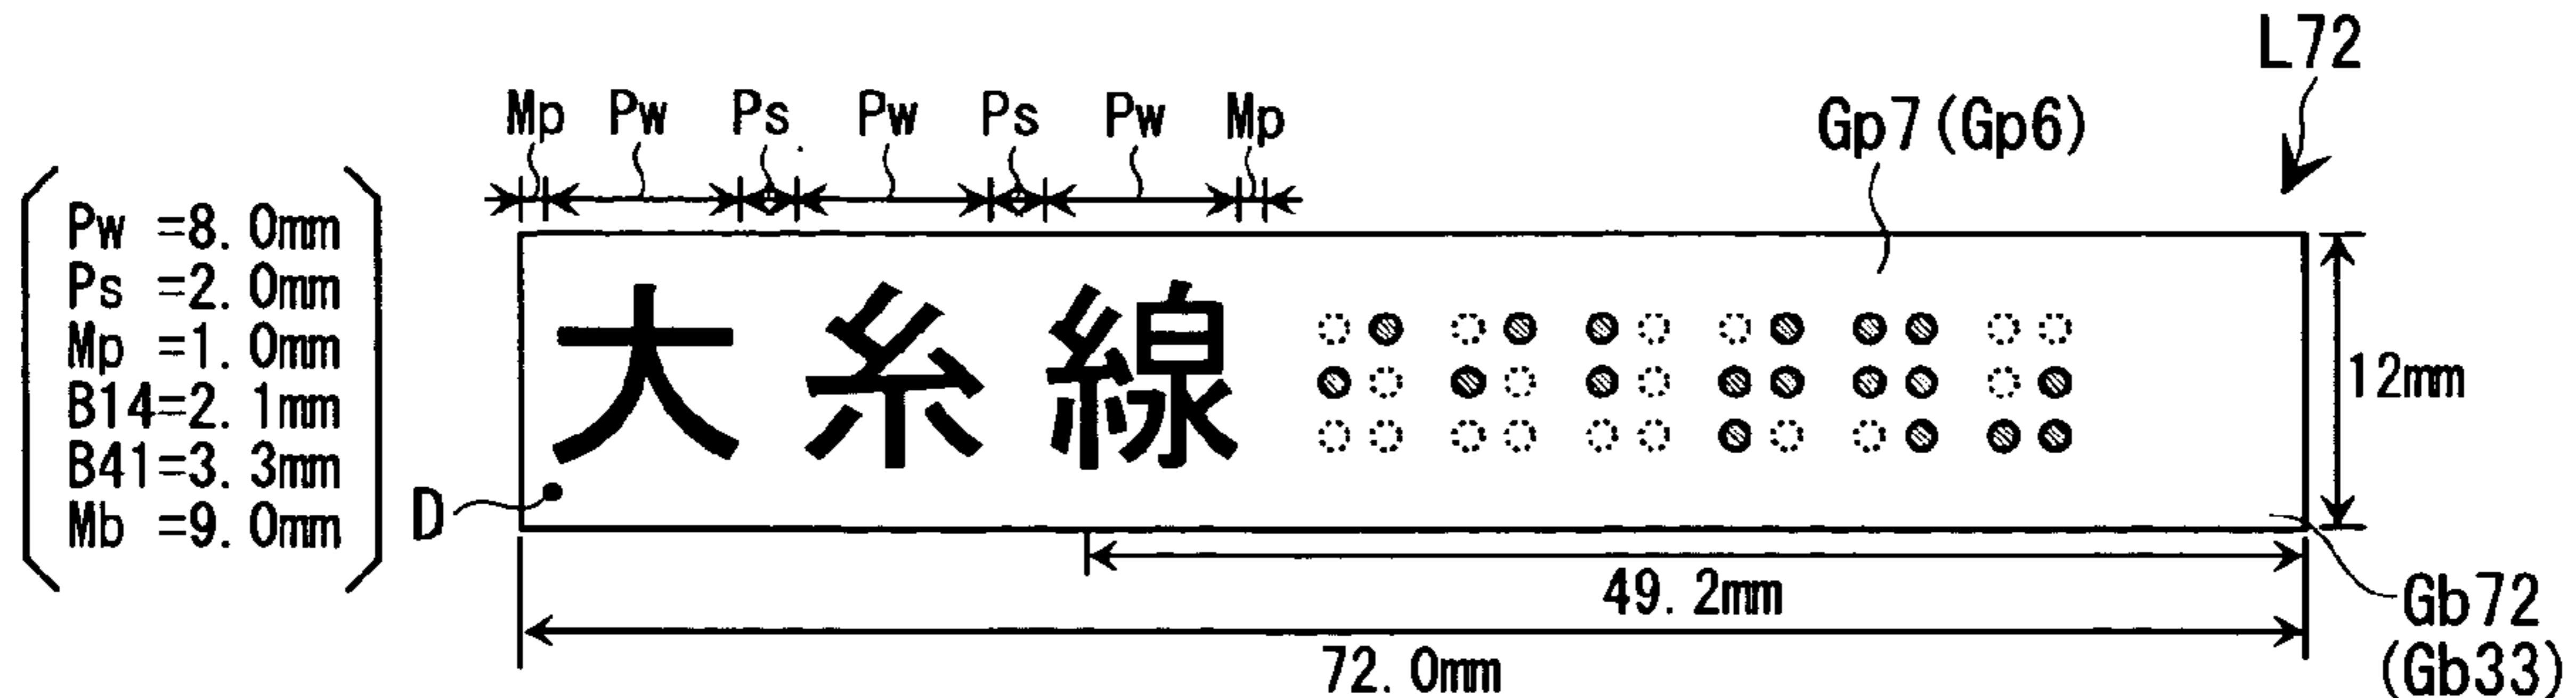 L72
Mp Pw Ps Pw Ps Pw Mp
Gp7(Gp6)
Pw =8.0mm
Ps =2.0mm
Mp =1.0mm
B14=2.1mm
B41=3.3mm
Mb =9.0mm
大糸線
12mm
D
49.2mm
Gb72
(Gb33)
72.0mm